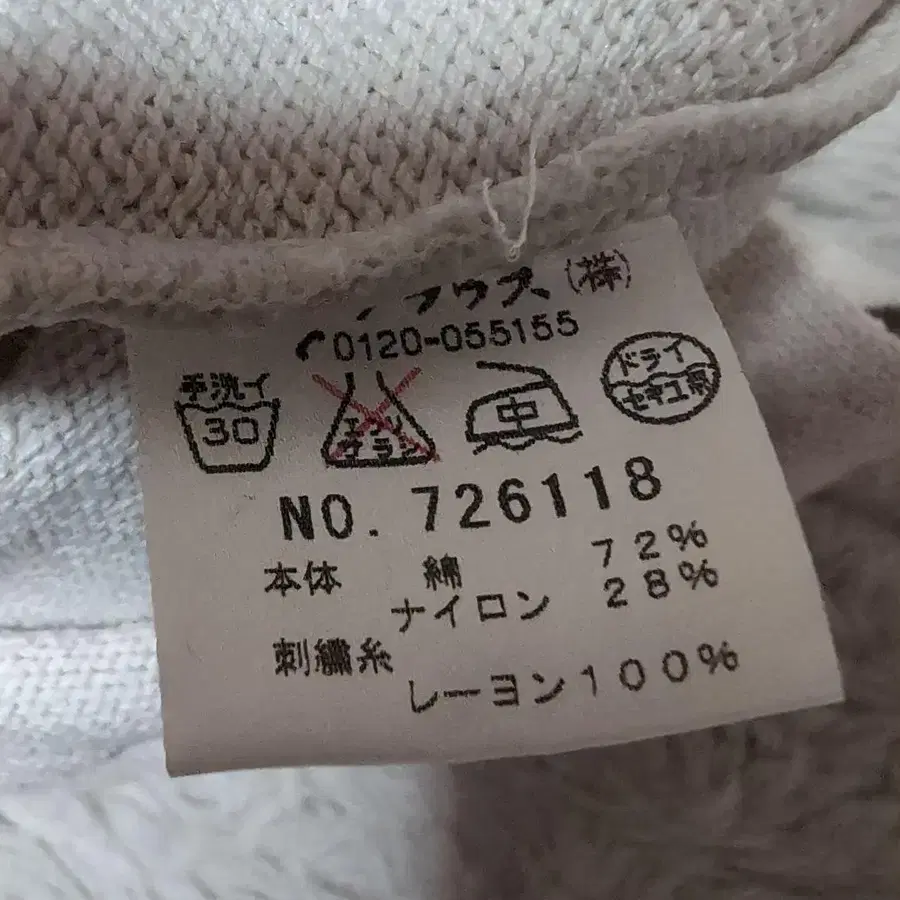 ウス（株）
0120-055155
手洗イ
30
エンソ
サラシ
中
ドライ
セキユ系
NO. 726118
本体 綿 72%
ナイロン 28%
刺繍糸
レーヨン100%